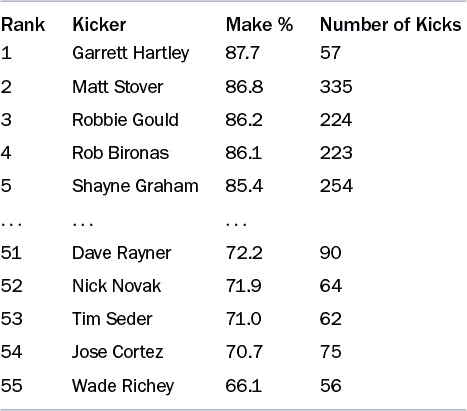 Rank Kicker Make % Number of Kicks
1 Garrett Hartley 87.7 57
2 Matt Stover 86.8 335
3 Robbie Gould 86.2 224
4 Rob Bironas 86.1 223
5 Shayne Graham 85.4 254
. . . . . . . . .
51 Dave Rayner 72.2 90
52 Nick Novak 71.9 64
53 Tim Seder 71.0 62
54 Jose Cortez 70.7 75
55 Wade Richey 66.1 56